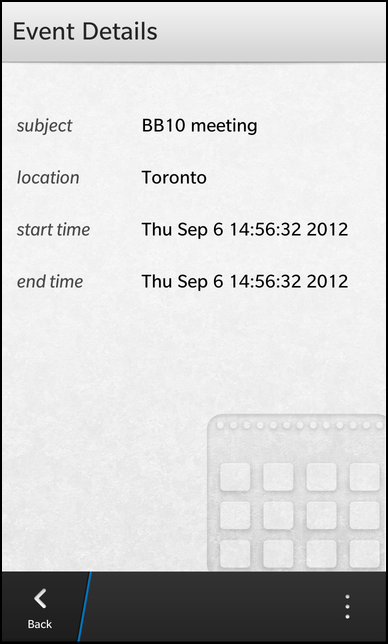 Event Details
subject BB10 meeting
location Toronto
start time Thu Sep 6 14:56:32 2012
end time Thu Sep 6 14:56:32 2012
Back